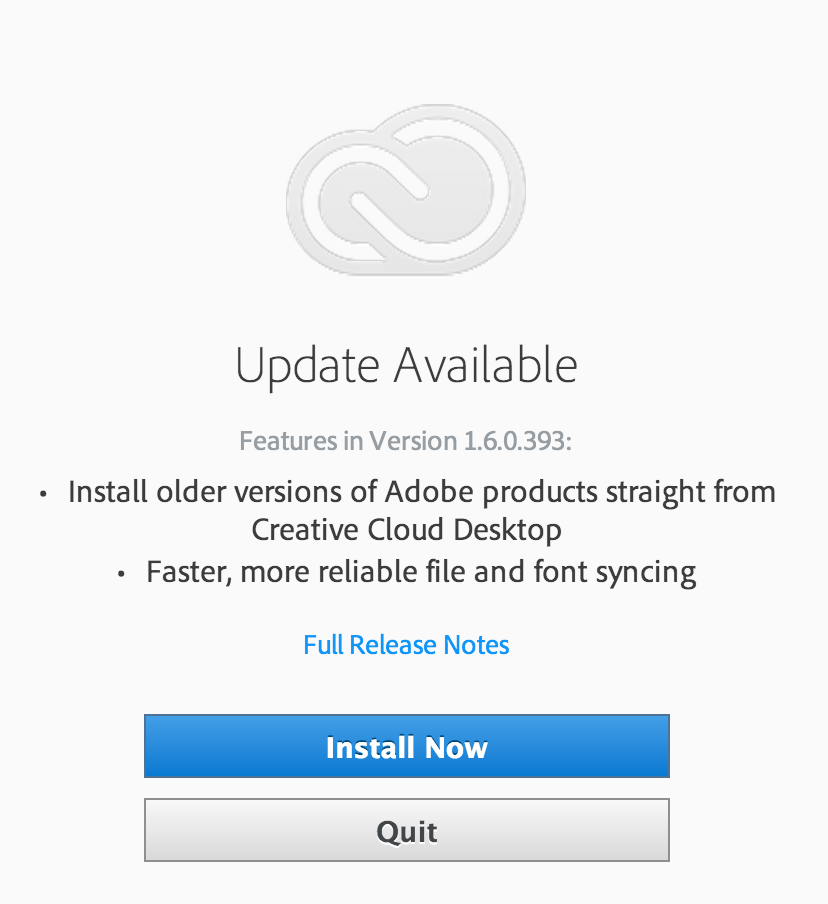 Update Available
Features in Version 1.6.0.393:
• Install older versions of Adobe products straight from
Creative Cloud Desktop
• Faster, more reliable file and font syncing
Full Release Notes
Install Now
Quit